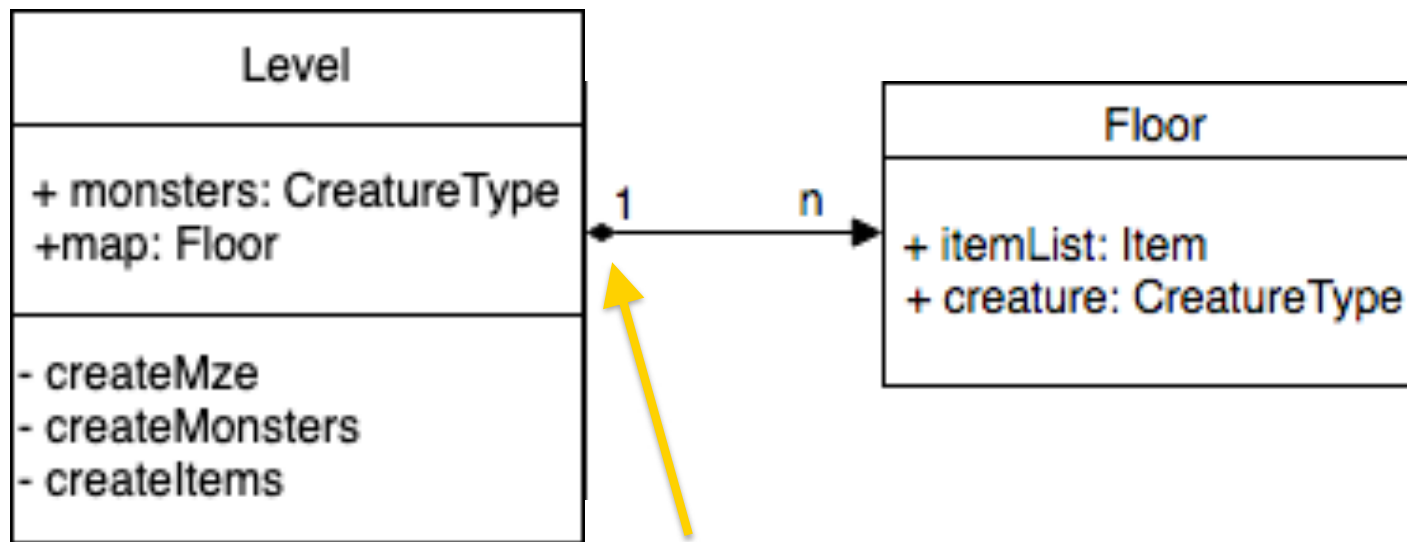 Level
+ monsters: CreatureType
+map: Floor
- createMze
- createMonsters
- createItems
1
n
Floor
+ itemList: Item
+ creature: CreatureType